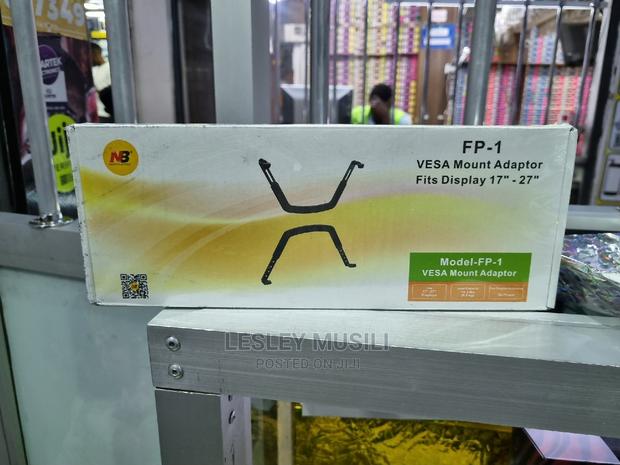 7349
NB
FP-1
VESA Mount Adaptor
Fits Display 17" - 27"
Model-FP-1
VESA Mount Adaptor
LESLEY MUSILI
POSTED ON JIJI